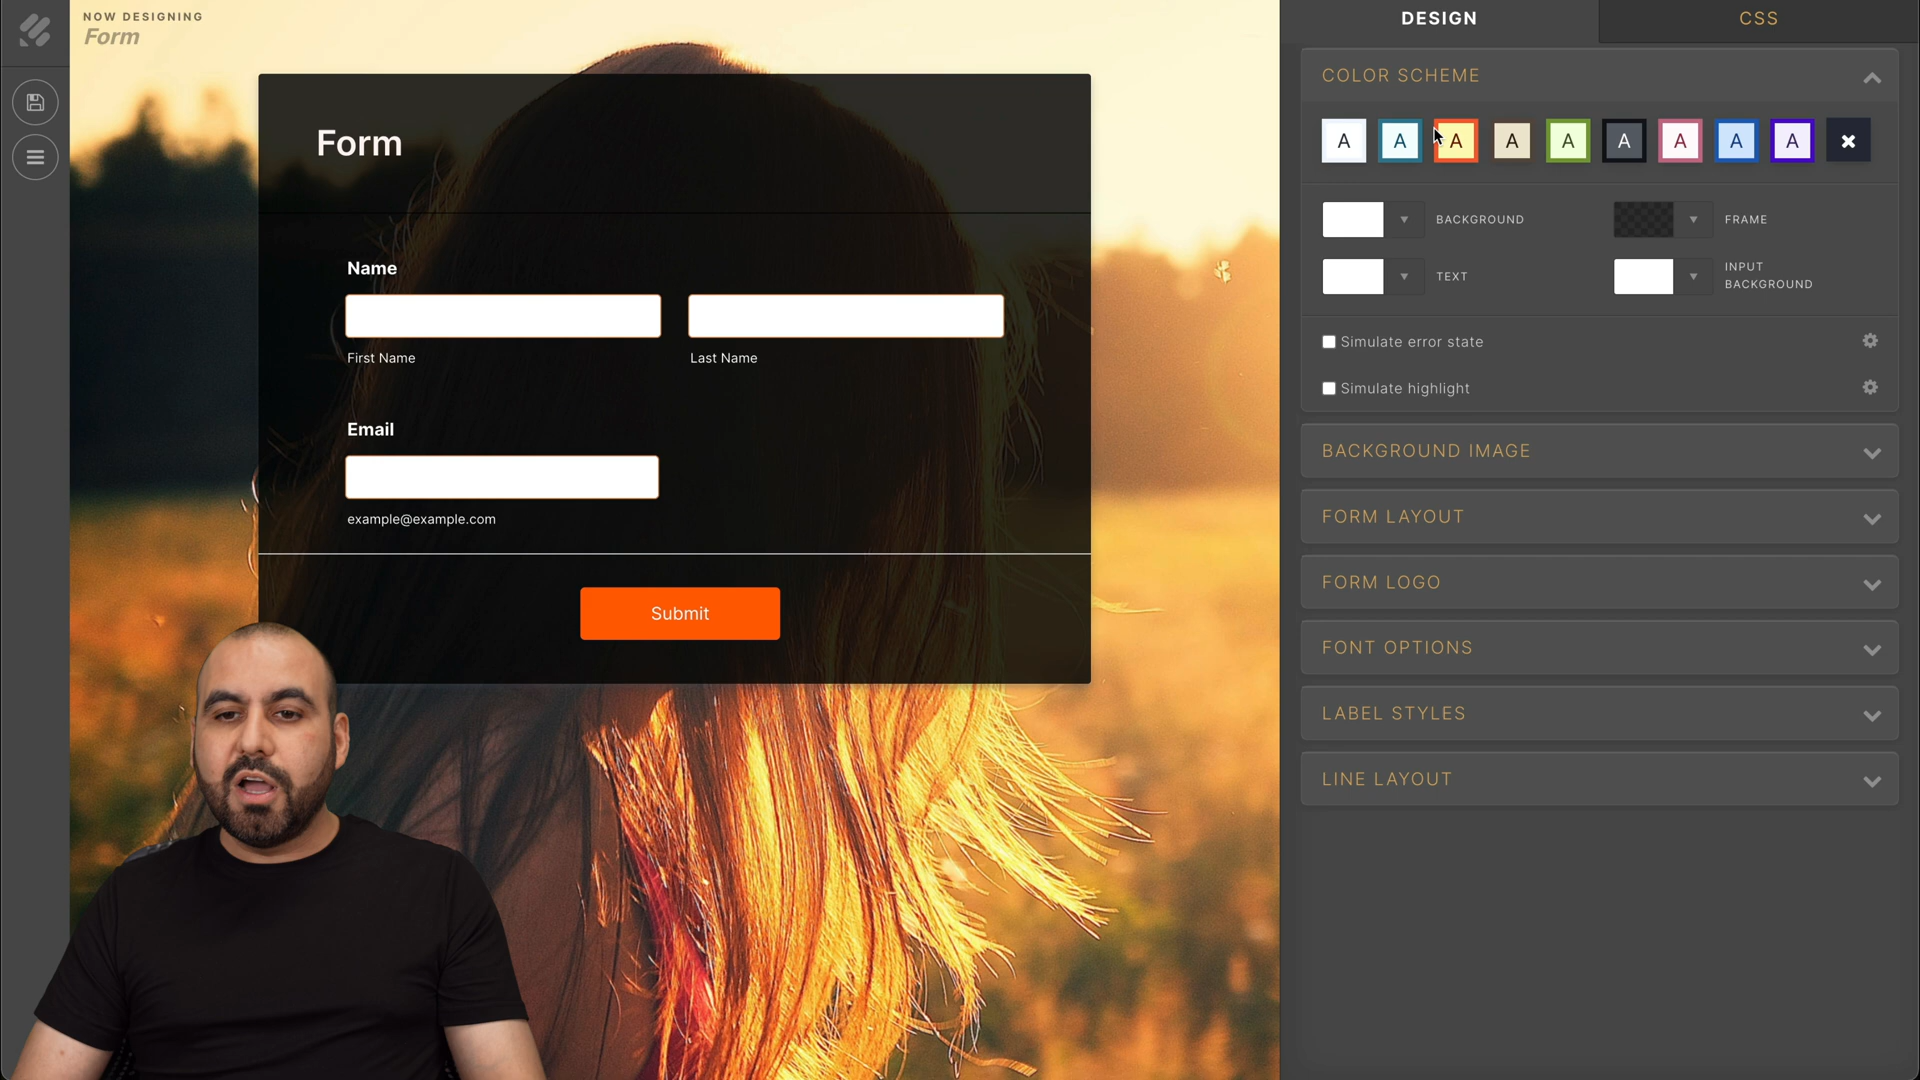 NOW DESIGNING
Form
DESIGN
CSS
COLOR SCHEME
A A A A A A A A A
BACKGROUND
FRAME
TEXT
INPUT
BACKGROUND
Simulate error state
Simulate highlight
BACKGROUND IMAGE
FORM LAYOUT
FORM LOGO
FONT OPTIONS
LABEL STYLES
LINE LAYOUT
Form
Name
First Name
Last Name
Email
example@example.com
Submit